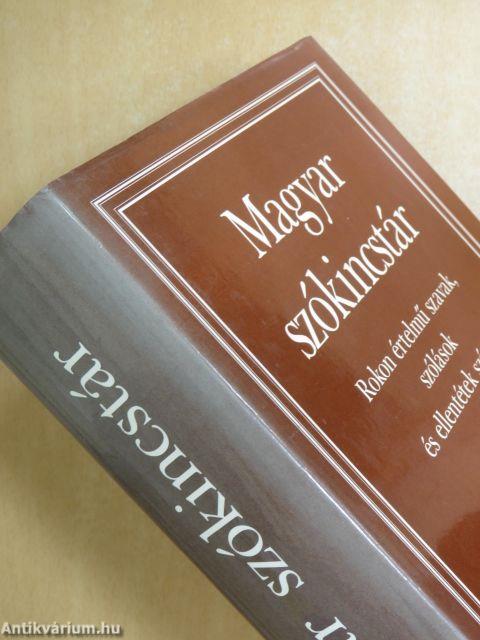 Magyar
szókincstár
Rokon értelmű szavak,
szólások
és ellentétek
szókincstár
Antikvárium.hu